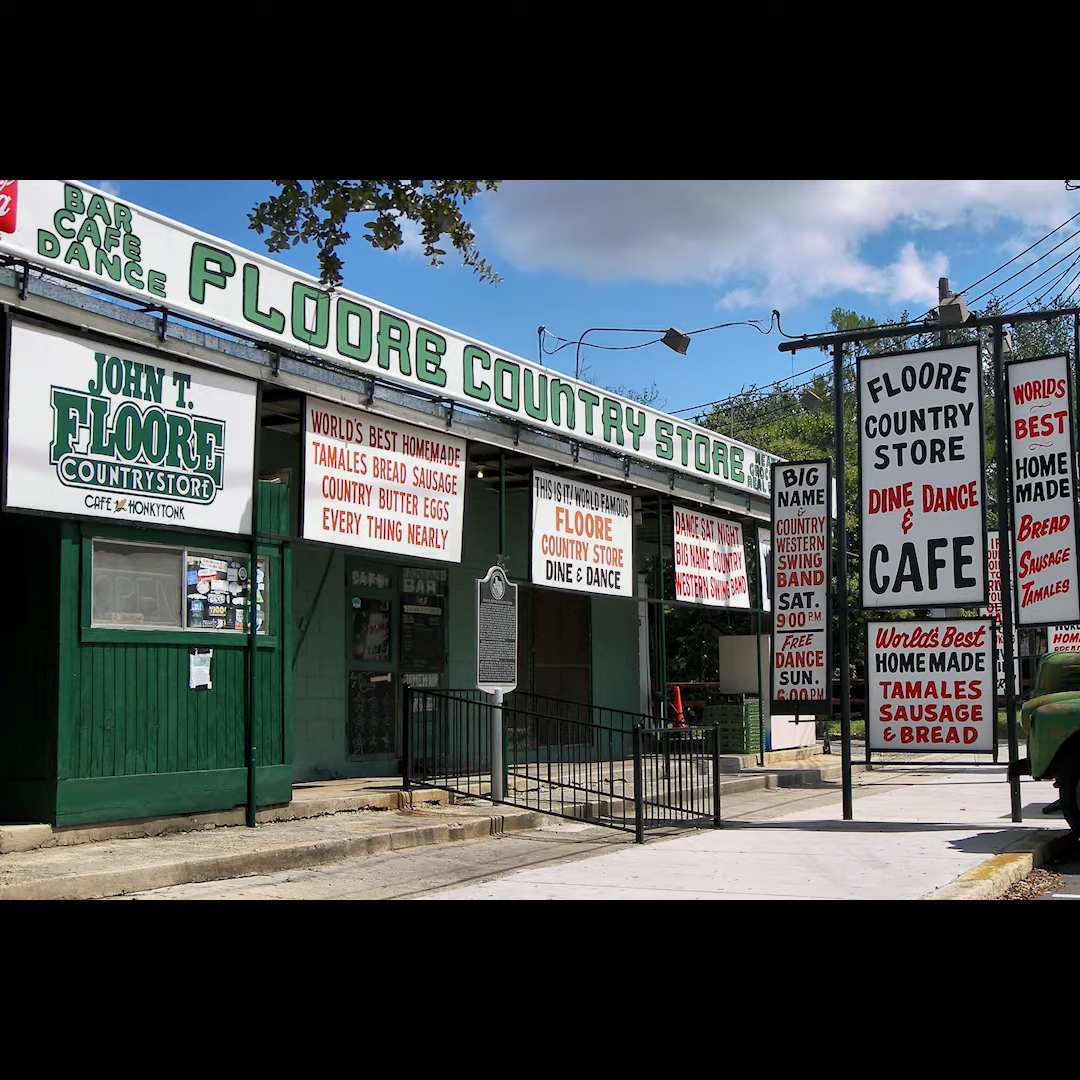 BAR
CAFE
DANCE
FLOORE COUNTRY STORE
JOHN T.
FLOORE
COUNTRY STORE
CAFE HONKYTONK
WORLD'S BEST HOMEMADE
TAMALES BREAD SAUSAGE
COUNTRY BUTTER EGGS
EVERY THING NEARLY
THIS IS IT! WORLD FAMOUS
FLOORE
COUNTRY STORE
DINE & DANCE
DANCE SAT. NIGHT
BIG NAME COUNTRY
WESTERN SWING BAND
CAFE
BAR
OPEN
BIG
NAME
&
COUNTRY
WESTERN
SWING
BAND
SAT.
9:00 P.M.
FREE
DANCE
SUN.
6:00 P.M
FLOORE
COUNTRY
STORE
DINE DANCE
&
CAFE
World's Best
HOME MADE
TAMALES
SAUSAGE
& BREAD
WORLDS
BEST
HOME
MADE
BREAD
SAUSAGE
TAMALES